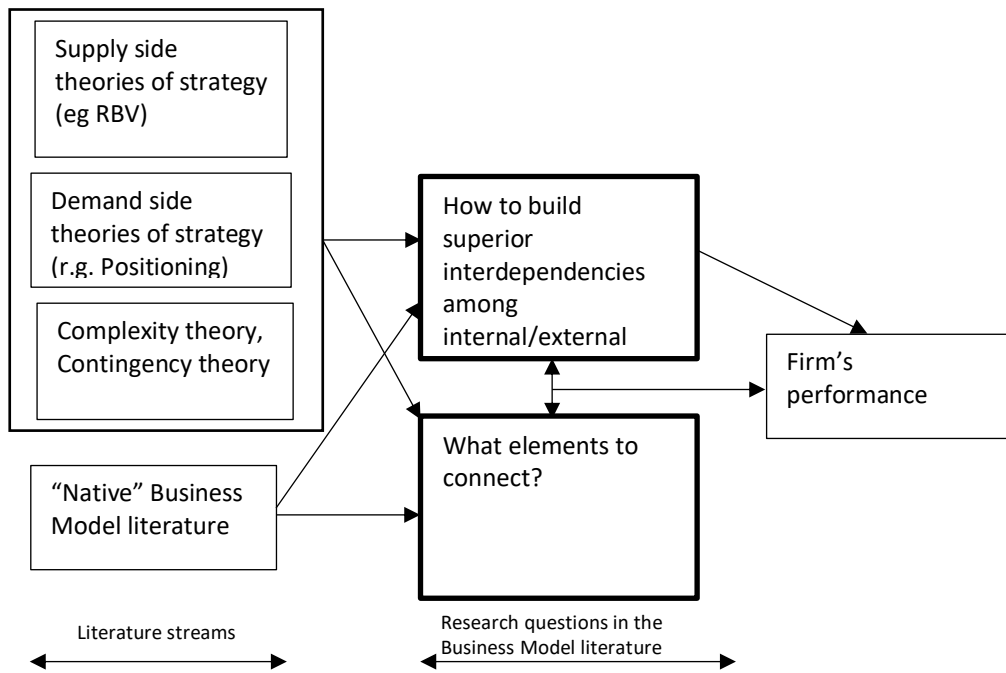 Supply side
theories of strategy
(eg RBV)
Demand side
theories of strategy
(r.g. Positioning)
Complexity theory,
Contingency theory
“Native” Business
Model literature
How to build
superior
interdependencies
among
internal/external
What elements to
connect?
Firm’s
performance
Literature streams
Research questions in the
Business Model literature